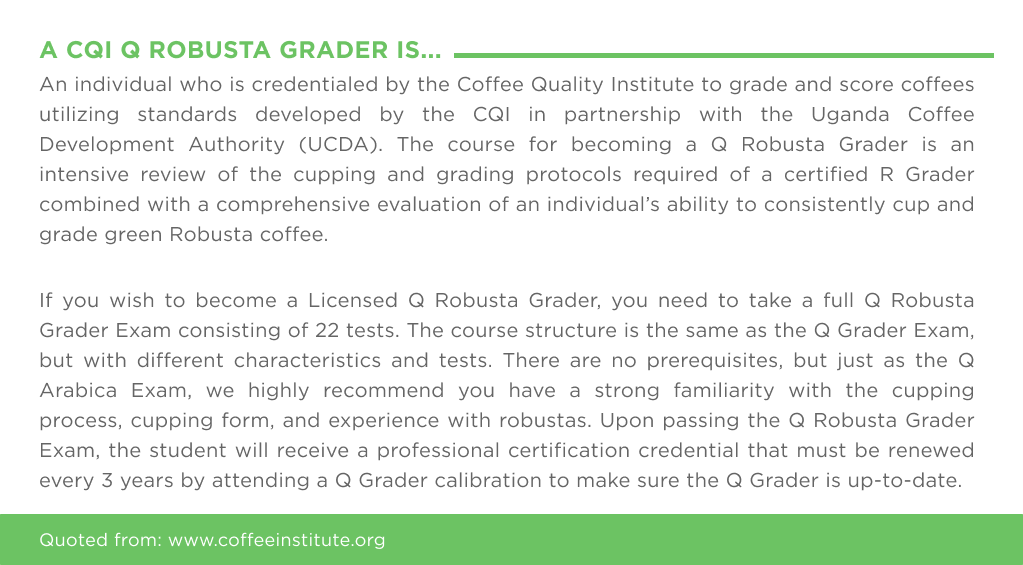 A CQI Q ROBUSTA GRADER IS...
An individual who is credentialed by the Coffee Quality Institute to grade and score coffees
utilizing standards developed by the CQI in partnership with the Uganda Coffee
Development Authority (UCDA). The course for becoming a Q Robusta Grader is an
intensive review of the cupping and grading protocols required of a certified R Grader
combined with a comprehensive evaluation of an individual’s ability to consistently cup and
grade green Robusta coffee.
If you wish to become a Licensed Q Robusta Grader, you need to take a full Q Robusta
Grader Exam consisting of 22 tests. The course structure is the same as the Q Grader Exam,
but with different characteristics and tests. There are no prerequisites, but just as the Q
Arabica Exam, we highly recommend you have a strong familiarity with the cupping
process, cupping form, and experience with robustas. Upon passing the Q Robusta Grader
Exam, the student will receive a professional certification credential that must be renewed
every 3 years by attending a Q Grader calibration to make sure the Q Grader is up-to-date.
Quoted from: www.coffeeinstitute.org